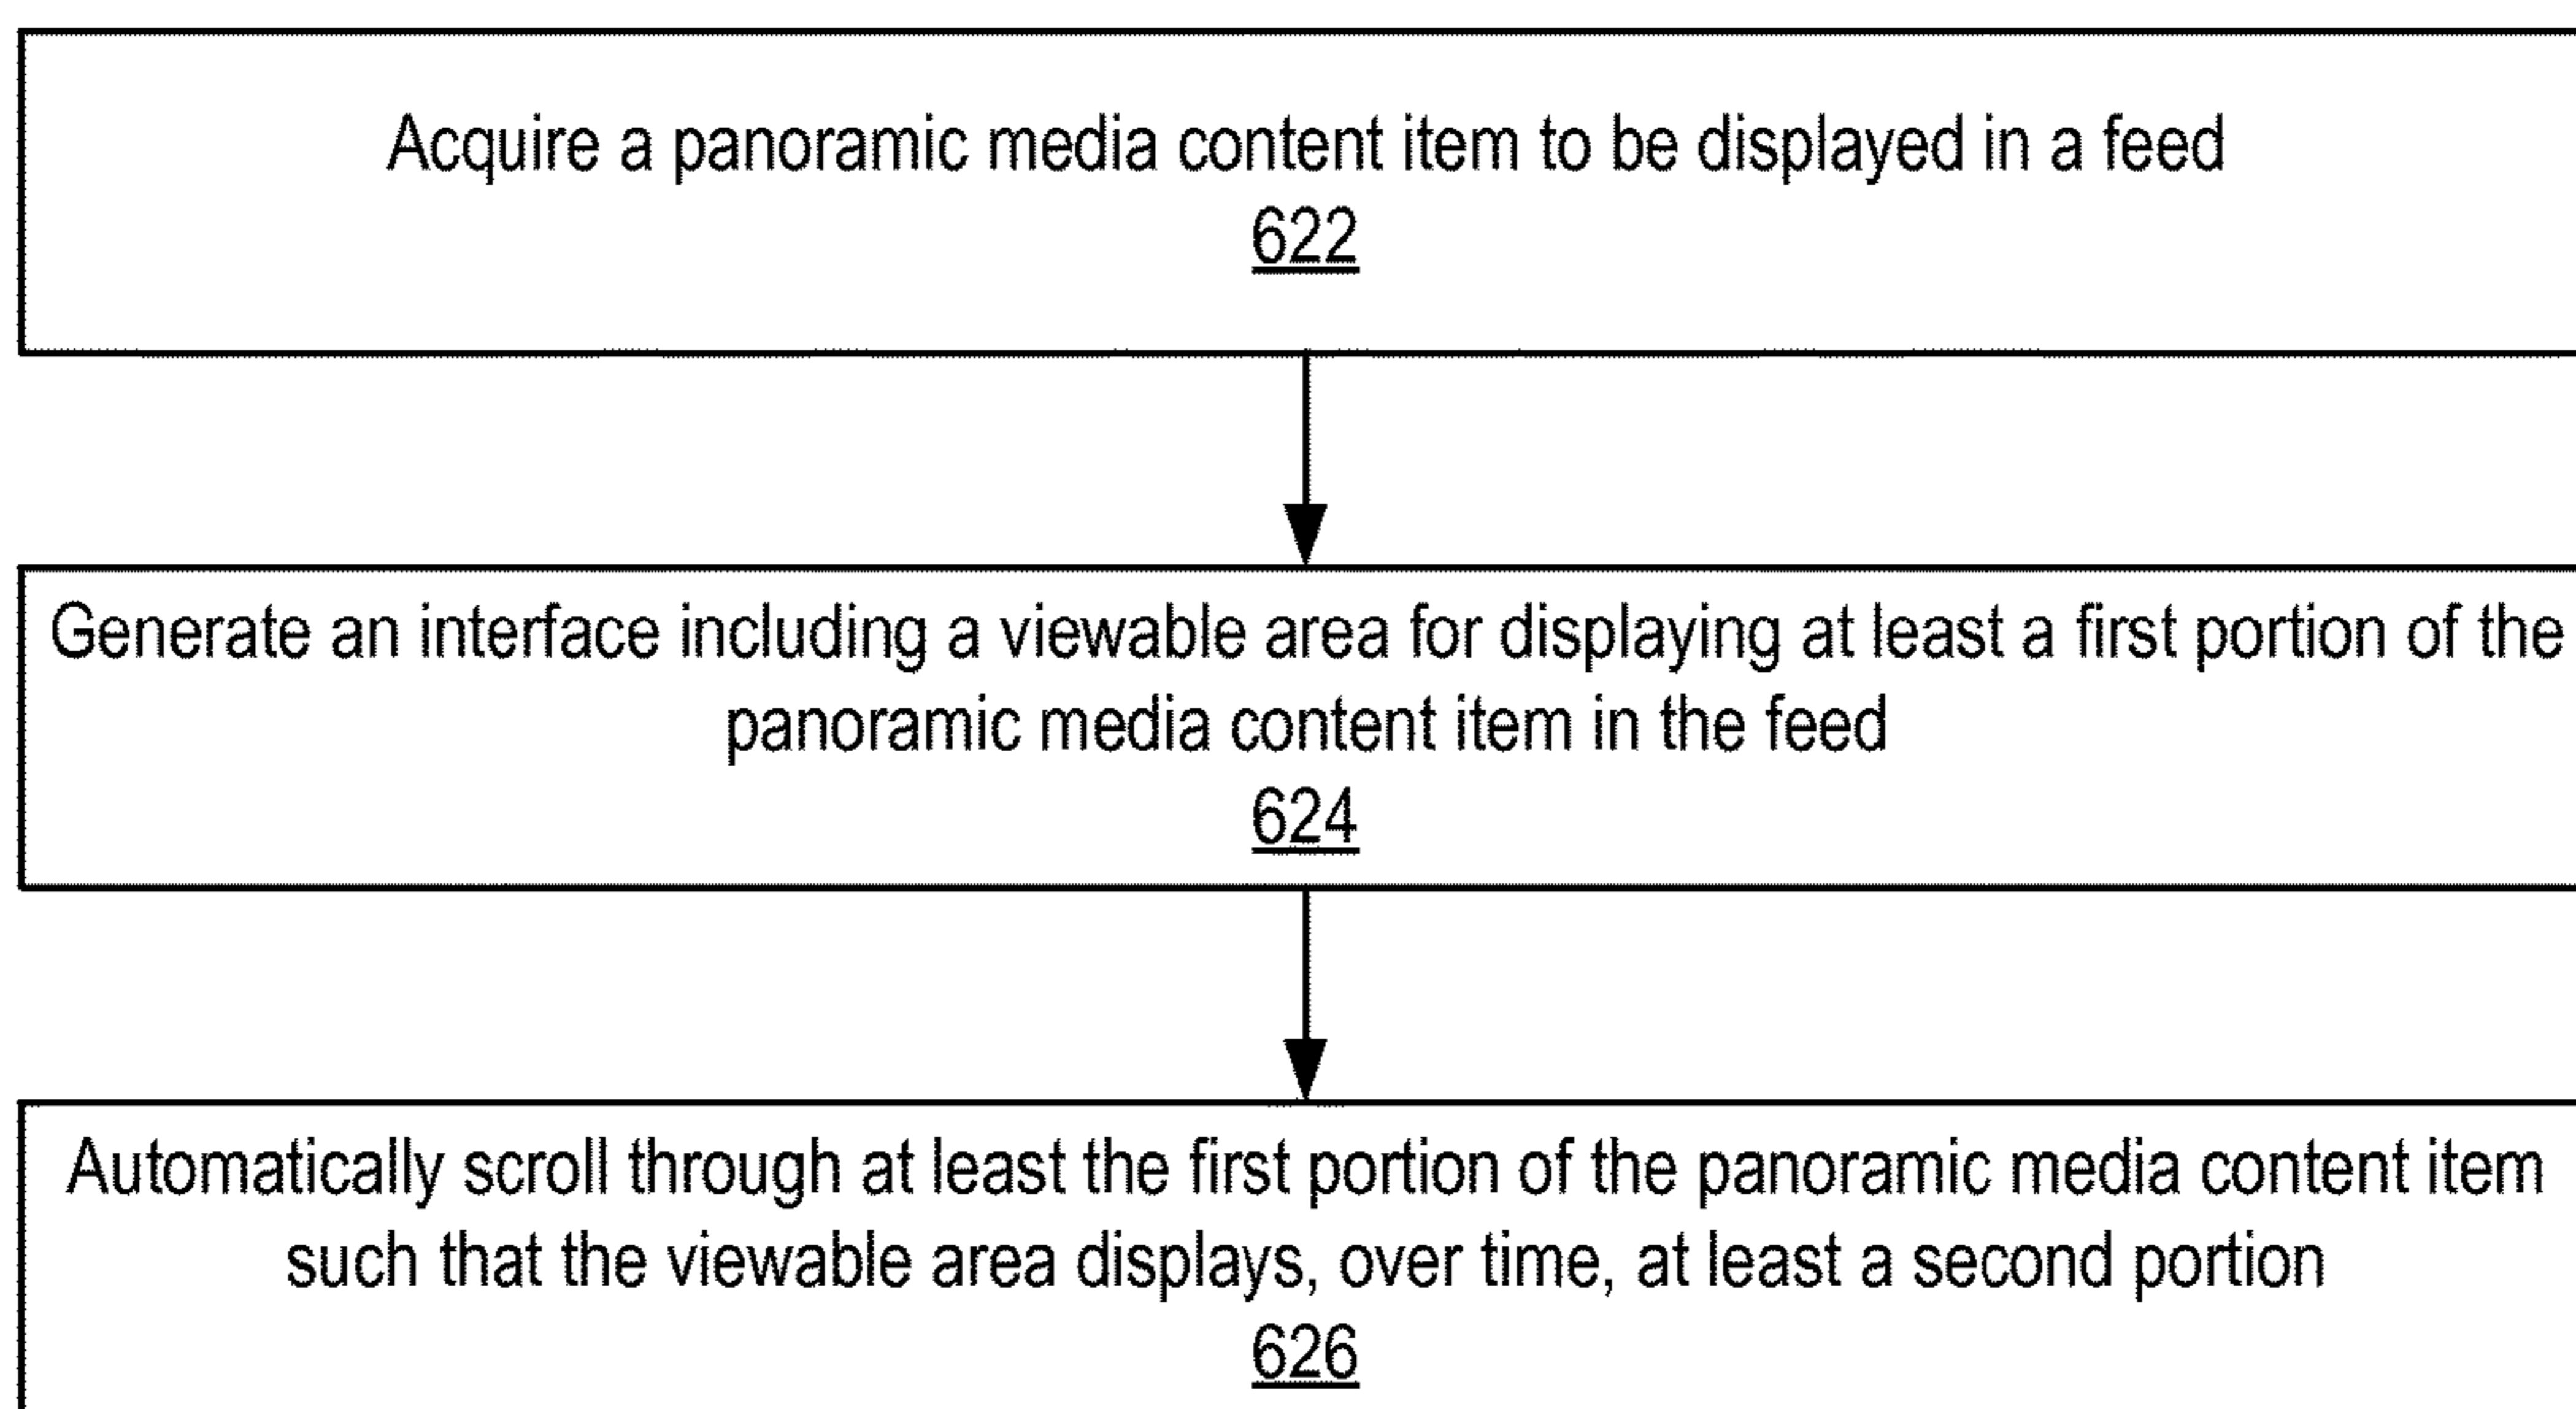 Acquire a panoramic media content item to be displayed in a feed
622
Generate an interface including a viewable area for displaying at least a first portion of the
panoramic media content item in the feed
624
Automatically scroll through at least the first portion of the panoramic media content item
such that the viewable area displays, over time, at least a second portion
626